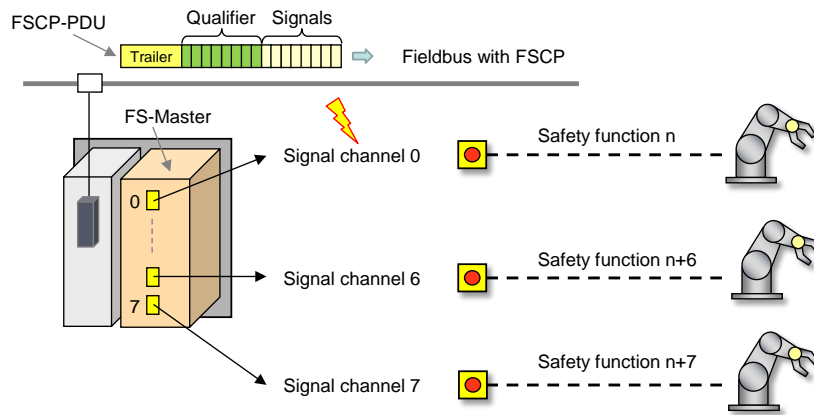 FSCP-PDU
Qualifier
Signals
Trailer
Fieldbus with FSCP
FS-Master
Signal channel 0
Safety function n
0
Signal channel 6
Safety function n+6
7
Signal channel 7
Safety function n+7